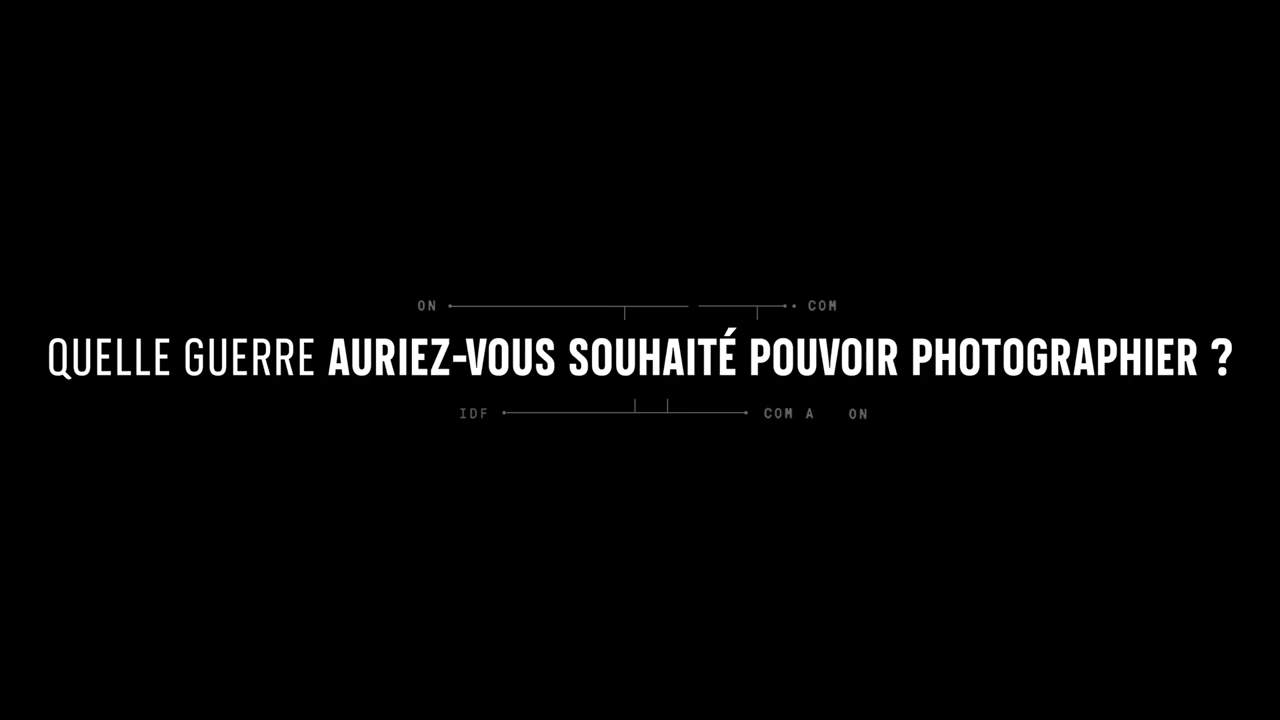 ON COM
QUELLE GUERRE AURIEZ-VOUS SOUHAITÉ POUVOIR PHOTOGRAPHIER ?
IDF COM A ON